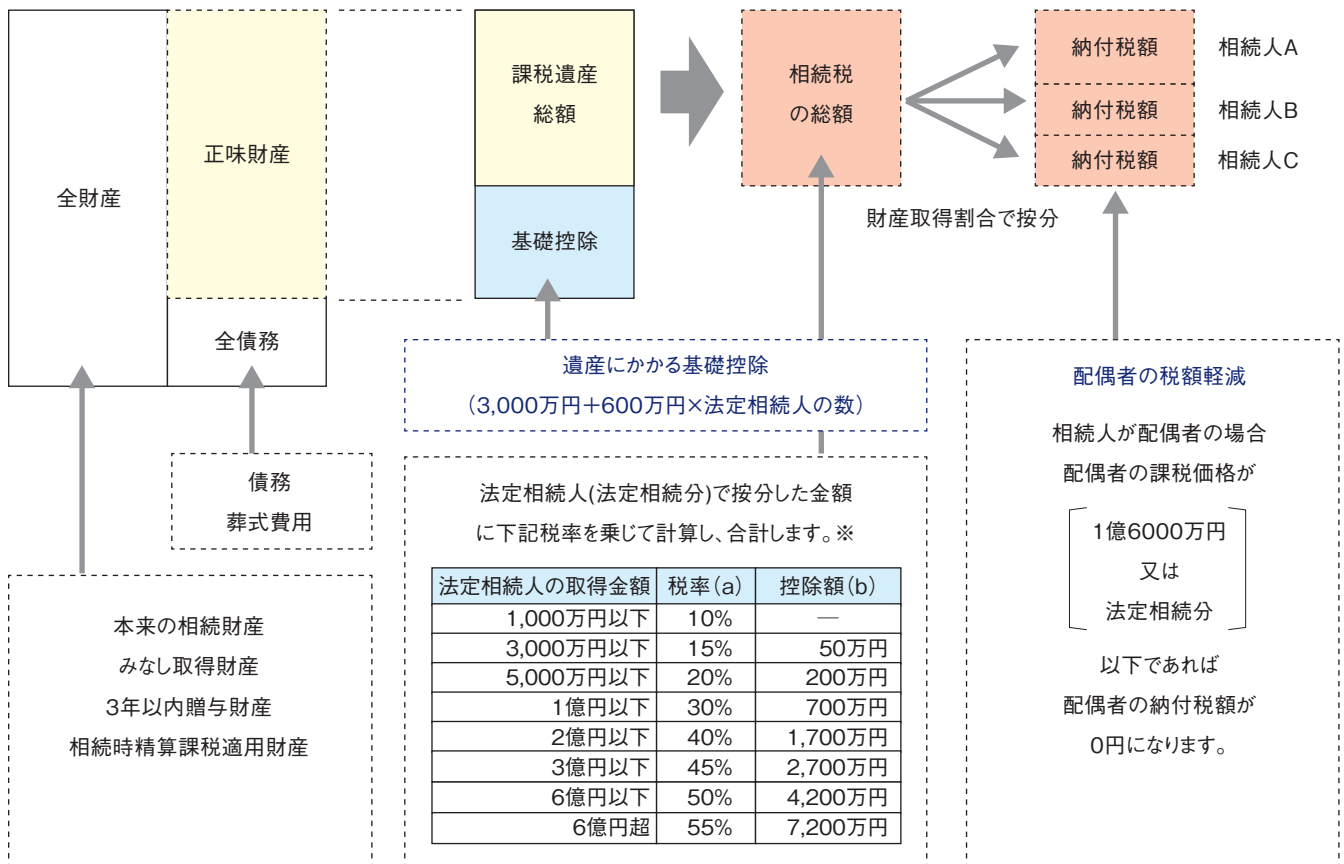 全財産
正味財産
全債務
債務
葬式費用
本来の相続財産
みなし取得財産
3年以内贈与財産
相続時精算課税適用財産
課税遺産
総額
基礎控除
遺産にかかる基礎控除
(3,000万円+600万円×法定相続人の数)
相続税
の総額
法定相続人(法定相続分)で按分した金額
に下記税率を乗じて計算し、合計します。※
法定相続人の取得金額 税率(a) 控除額(b)
1,000万円以下 10% —
3,000万円以下 15% 50万円
5,000万円以下 20% 200万円
1億円以下 30% 700万円
2億円以下 40% 1,700万円
3億円以下 45% 2,700万円
6億円以下 50% 4,200万円
6億円超 55% 7,200万円
納付税額 相続人A
納付税額 相続人B
納付税額 相続人C
財産取得割合で按分
配偶者の税額軽減
相続人が配偶者の場合
配偶者の課税価格が
1億6000万円
又は
法定相続分
以下であれば
配偶者の納付税額が
0円になります。